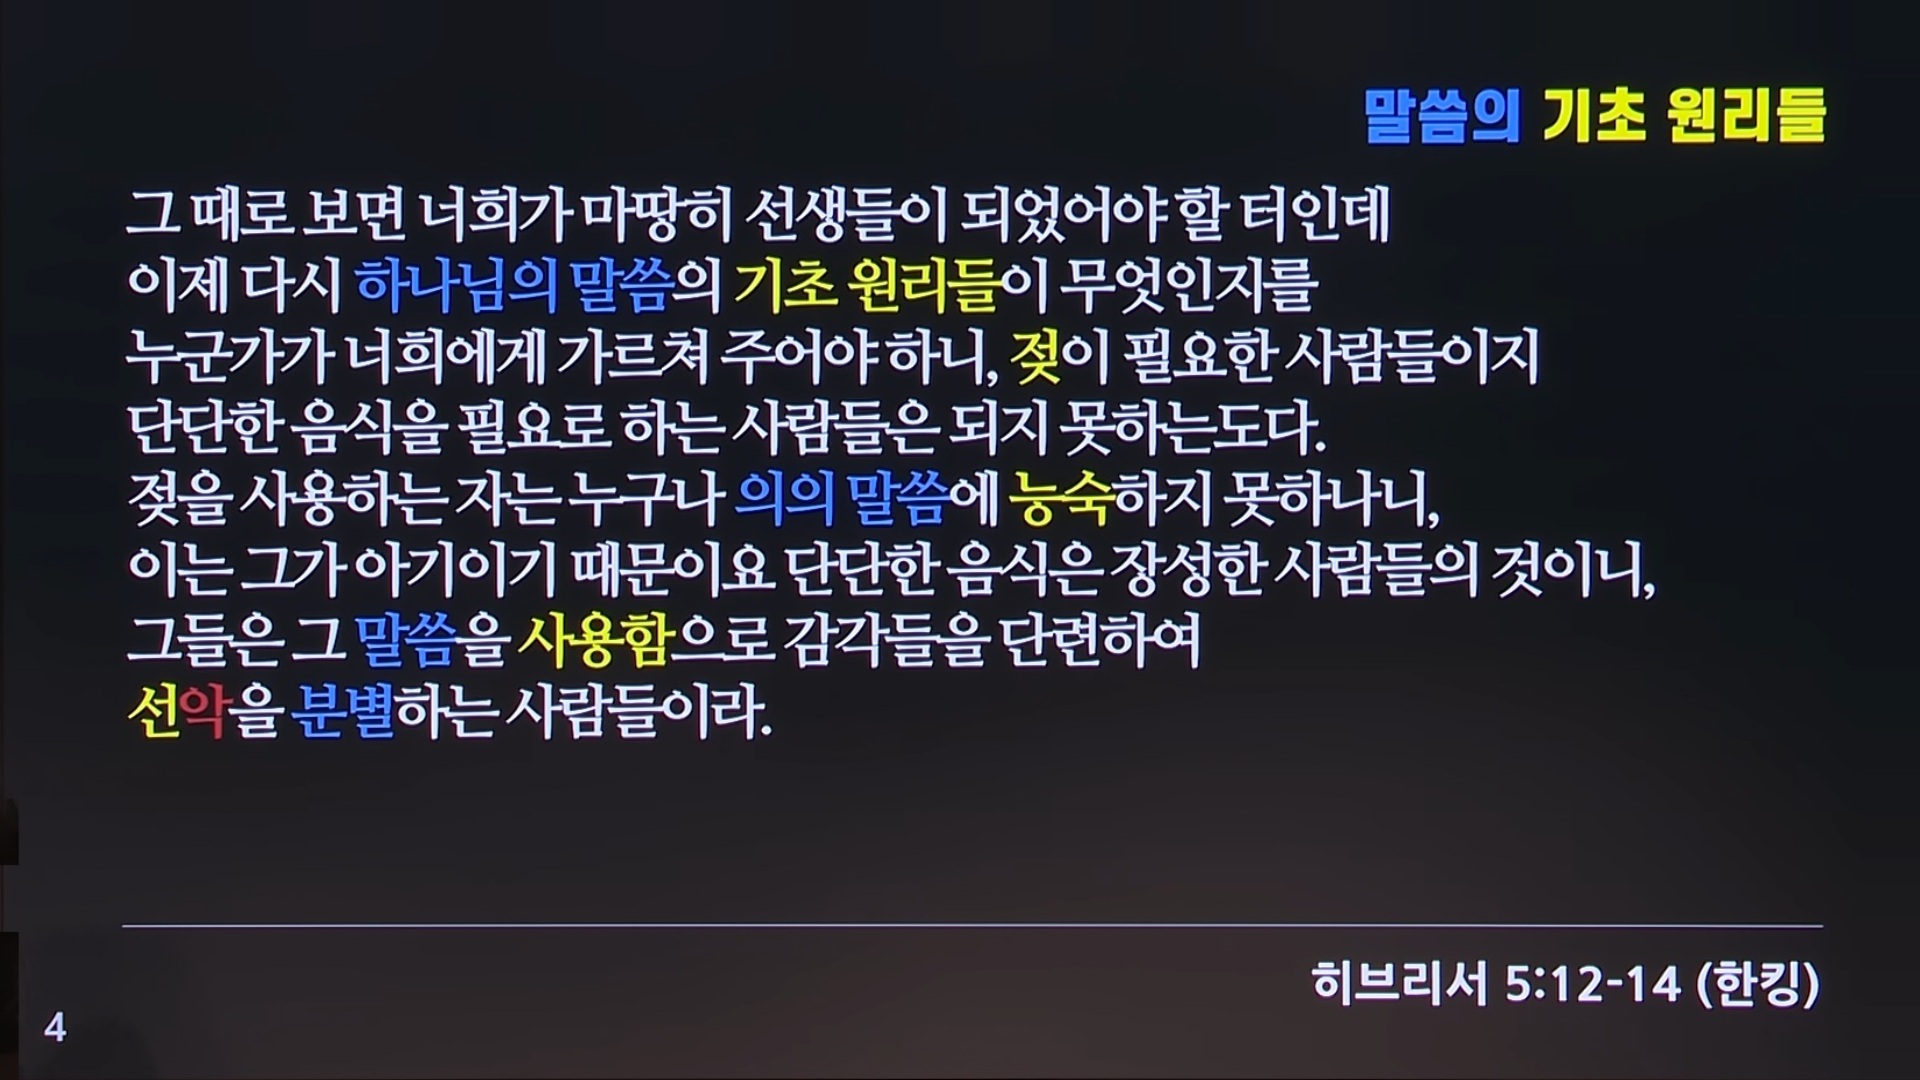 말씀의 기초 원리들
그 때로 보면 너희가 마땅히 선생들이 되었어야 할 터인데
이제 다시 하나님의 말씀의 기초 원리들이 무엇인지를
누군가가 너희에게 가르쳐 주어야 하니, 젖이 필요한 사람들이지
단단한 음식을 필요로 하는 사람들은 되지 못하는도다.
젖을 사용하는 자는 누구나 의의 말씀에 능숙하지 못하나니,
이는 그가 아기이기 때문이요 단단한 음식은 장성한 사람들의 것이니,
그들은 그 말씀을 사용함으로 감각들을 단련하여
선악을 분별하는 사람들이라.
히브리서 5:12-14 (한킹)
4